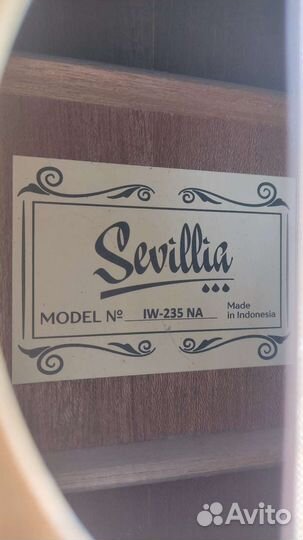 Sevillia
MODEL Nº IW-235 NA Made
in Indonesia
Avito